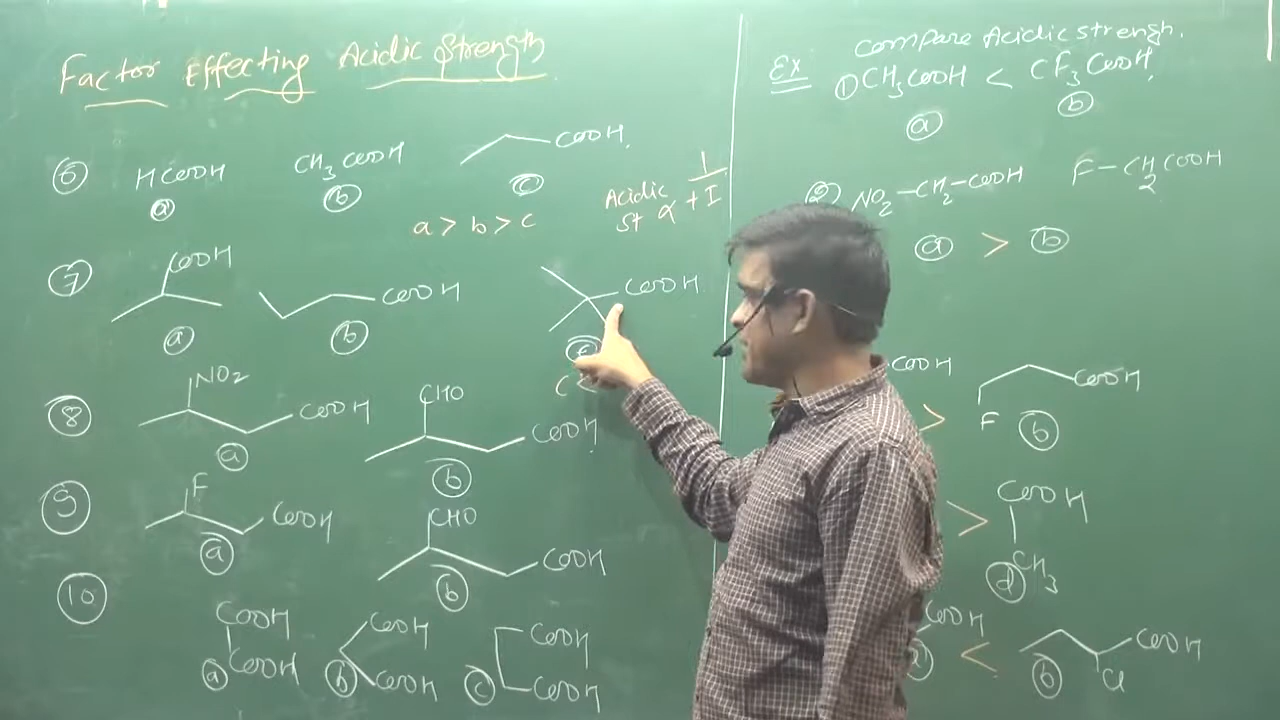 Factor Effecting Acidic Strength
⑥ HCOOH CH3COOH COOH
ⓐ ⓑ ⓒ
a > b > c
Acidic st ∝ 1/+I
⑦ COOH COOH COOH
ⓐ ⓑ
⑧ NO2 COOH CHO COOH
ⓐ ⓑ
⑨ F COOH CHO COOH
ⓐ ⓑ
⑩ COOH COOH COOH
ⓐ COOH ⓑ COOH ⓒ COOH
Ex Compare Acidic strengh.
① CH3COOH < CF3COOH
ⓐ ⓑ
② NO2-CH2-COOH F-CH2COOH
ⓐ > ⓑ
COOH > F COOH
ⓑ
> COOH
CH3
ⓓ
COOH < COOH
Cl
ⓑ